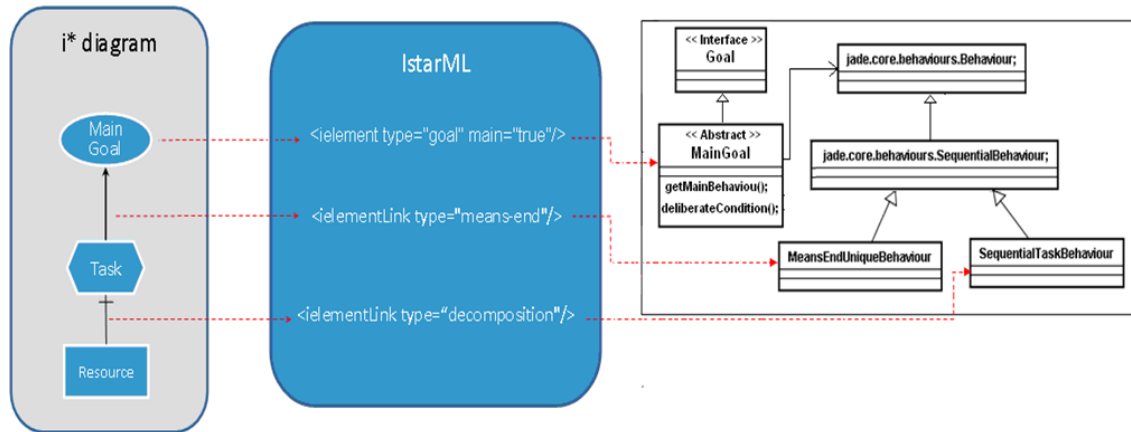 i* diagram
Main
Goal
Task
Resource
IstarML
<ielement type="goal" main="true"/>
<ielementLink type="means-end"/>
<ielementLink type=“decomposition"/>
<< Interface >>
Goal
jade.core.behaviours.Behaviour;
<< Abstract >>
MainGoal
getMainBehaviou();
deliberateCondition();
jade.core.behaviours.SequentialBehaviour;
MeansEndUniqueBehaviour
SequentialTaskBehaviour